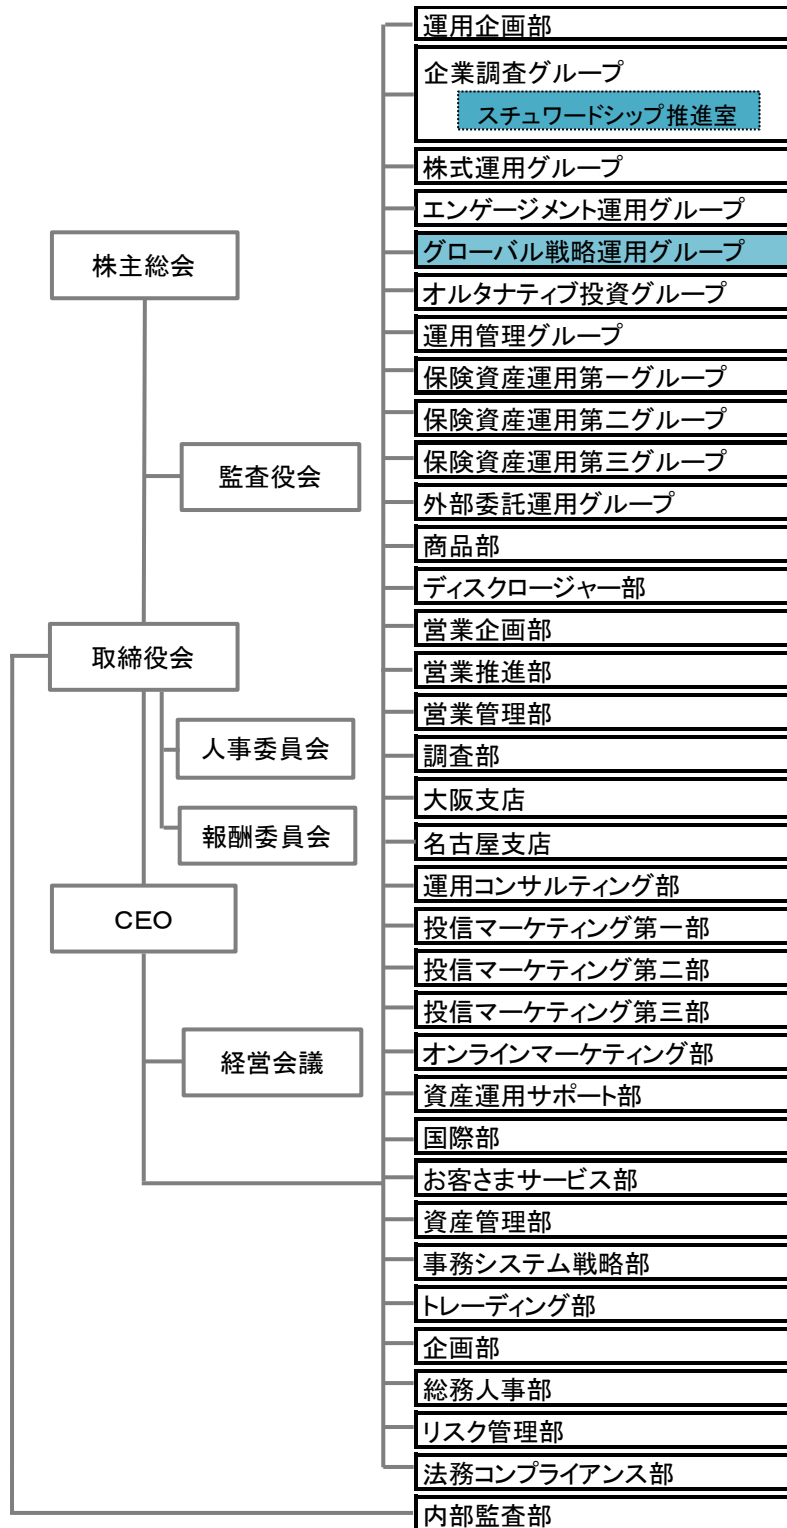 株主総会
監査役会
取締役会
人事委員会
報酬委員会
CEO
経営会議
運用企画部
企業調査グループ
スチュワードシップ推進室
株式運用グループ
エンゲージメント運用グループ
グローバル戦略運用グループ
オルタナティブ投資グループ
運用管理グループ
保険資産運用第一グループ
保険資産運用第二グループ
保険資産運用第三グループ
外部委託運用グループ
商品部
ディスクロージャー部
営業企画部
営業推進部
営業管理部
調査部
大阪支店
名古屋支店
運用コンサルティング部
投信マーケティング第一部
投信マーケティング第二部
投信マーケティング第三部
オンラインマーケティング部
資産運用サポート部
国際部
お客さまサービス部
資産管理部
事務システム戦略部
トレーディング部
企画部
総務人事部
リスク管理部
法務コンプライアンス部
内部監査部